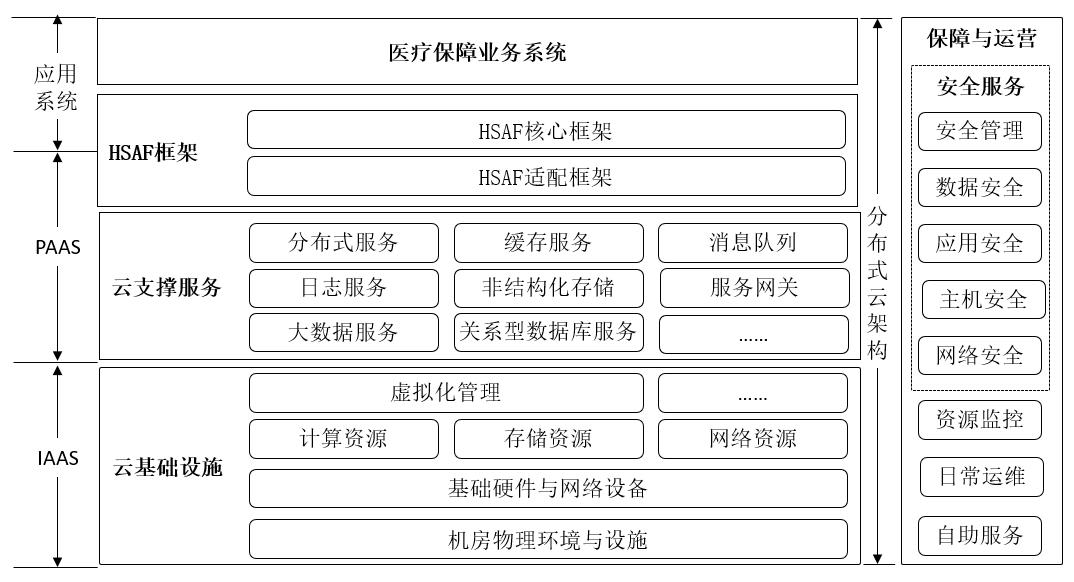 应用
系统
PAAS
IAAS
医疗保障业务系统
HSAF框架
HSAF核心框架
HSAF适配框架
云支撑服务
分布式服务
缓存服务
消息队列
日志服务
非结构化存储
服务网关
大数据服务
关系型数据库服务
......
云基础设施
虚拟化管理
......
计算资源
存储资源
网络资源
基础硬件与网络设备
机房物理环境与设施
分布式云架构
保障与运营
安全服务
安全管理
数据安全
应用安全
主机安全
网络安全
资源监控
日常运维
自助服务